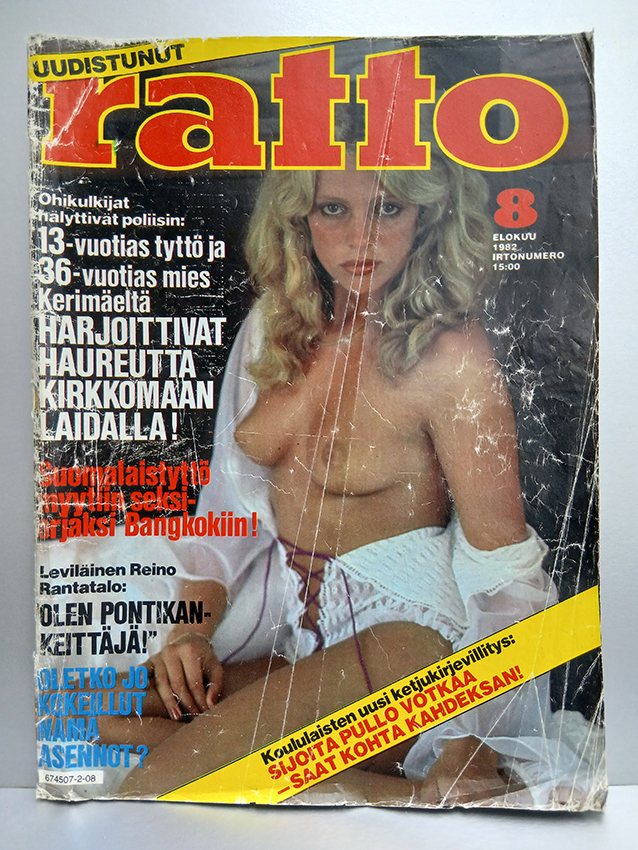 UUDISTUNUT
ratto
8
ELOKUU
1982
IRTONUMERO
15:00
Ohikulkijat
hälyttivät poliisin:
13-vuotias tyttö ja
36-vuotias mies
Kerimäeltä
HARJOITTIVAT
HAUREUTTA
KIRKKOMAAN
LAIDALLA!
Suomalaistyttö
myytiin seksi-
orjaksi Bangkokiin!
Leviläinen Reino
Rantatalo:
"OLEN PONTIKAN-
KEITTÄJÄ!"
OLETKO JO
KOKEILLUT
NÄMÄ
ASENNOT?
674507-2-08
Koululaisten uusi ketjukirjevillitys:
SIJOITA PULLO VOTKAA
– SAAT KOHTA KAHDEKSAN!